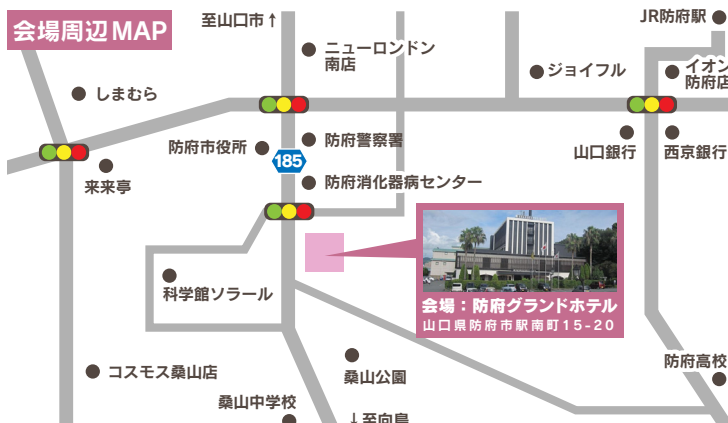 会場周辺MAP
至山口市↑
JR防府駅
ニューロンドン
南店
ジョイフル
イオン
防府店
しまむら
防府市役所
防府警察署
山口銀行
西京銀行
185
来来亭
防府消化器病センター
科学館ソラール
会場：防府グランドホテル
山口県防府市駅南町15-20
防府高校
コスモス桑山店
桑山公園
桑山中学校
↓至向島